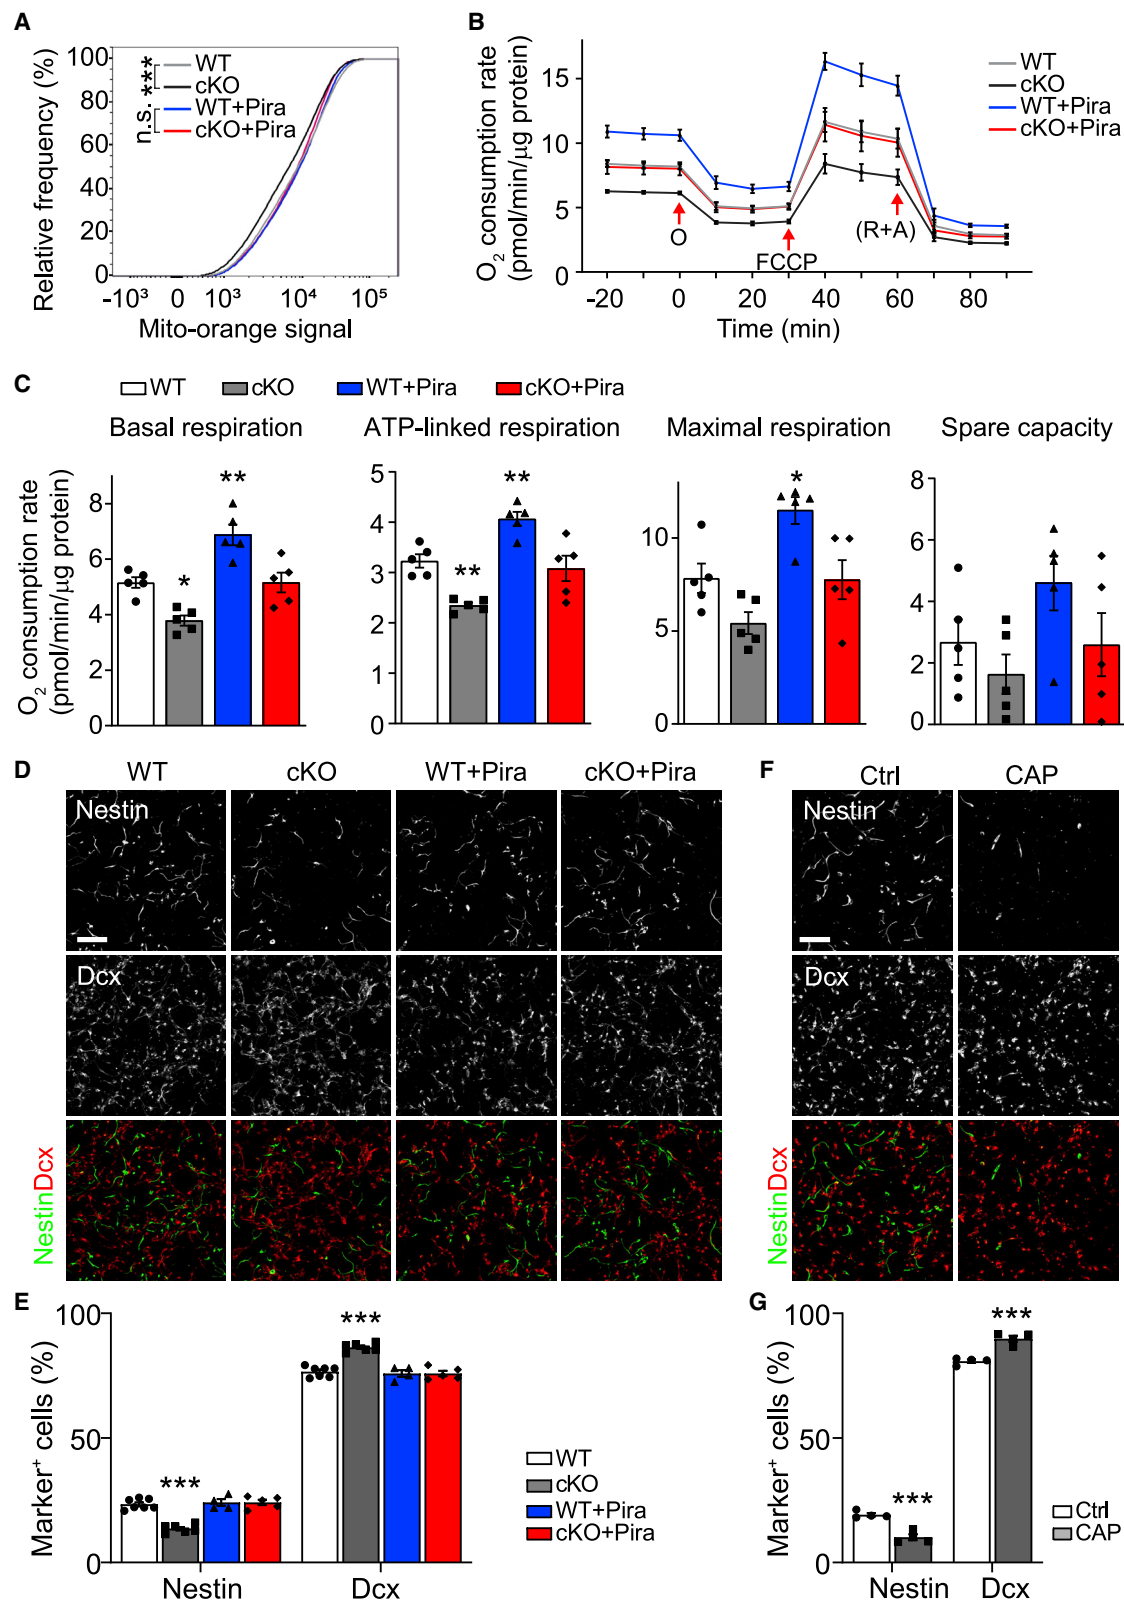 A
Relative frequency (%)
100
80
60
40
20
0
***
n.s.
WT
cKO
WT+Pira
cKO+Pira
-10³ 0 10³ 10⁴ 10⁵
Mito-orange signal
B
O₂ consumption rate
(pmol/min/µg protein)
15
10
5
0
WT
cKO
WT+Pira
cKO+Pira
O
FCCP
(R+A)
-20 0 20 40 60 80
Time (min)
C
WT cKO WT+Pira cKO+Pira
Basal respiration
ATP-linked respiration
Maximal respiration
Spare capacity
O₂ consumption rate
(pmol/min/µg protein)
8
6
4
2
0
*
**
5
4
3
2
1
0
**
**
10
5
0
*
8
6
4
2
0
D
WT cKO WT+Pira cKO+Pira
Nestin
Dcx
NestinDcx
F
Ctrl CAP
Nestin
Dcx
NestinDcx
E
Marker⁺ cells (%)
100
50
0
***
***
Nestin Dcx
WT
cKO
WT+Pira
cKO+Pira
G
Marker⁺ cells (%)
100
50
0
***
***
Nestin Dcx
Ctrl
CAP